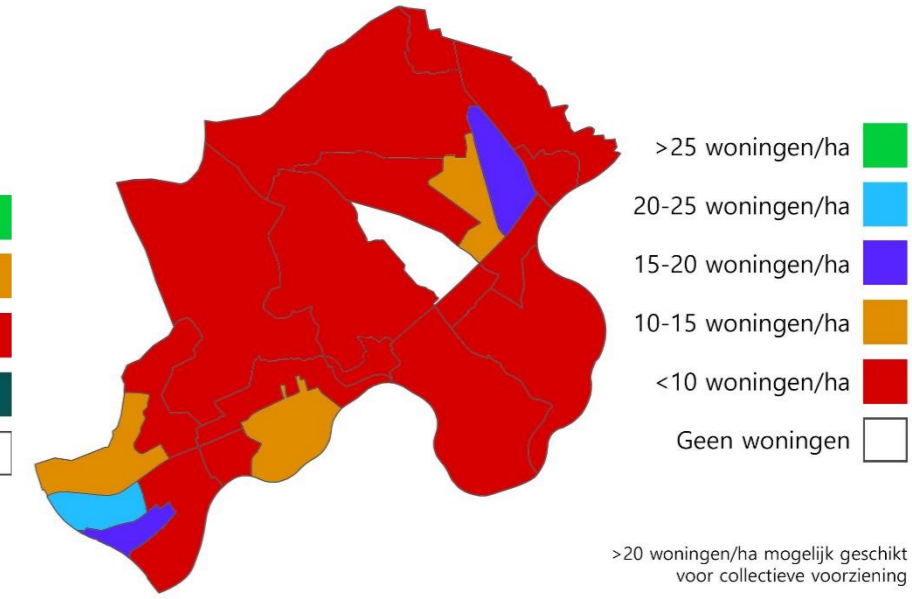 >25 woningen/ha
20-25 woningen/ha
15-20 woningen/ha
10-15 woningen/ha
<10 woningen/ha
Geen woningen
>20 woningen/ha mogelijk geschikt
voor collectieve voorziening